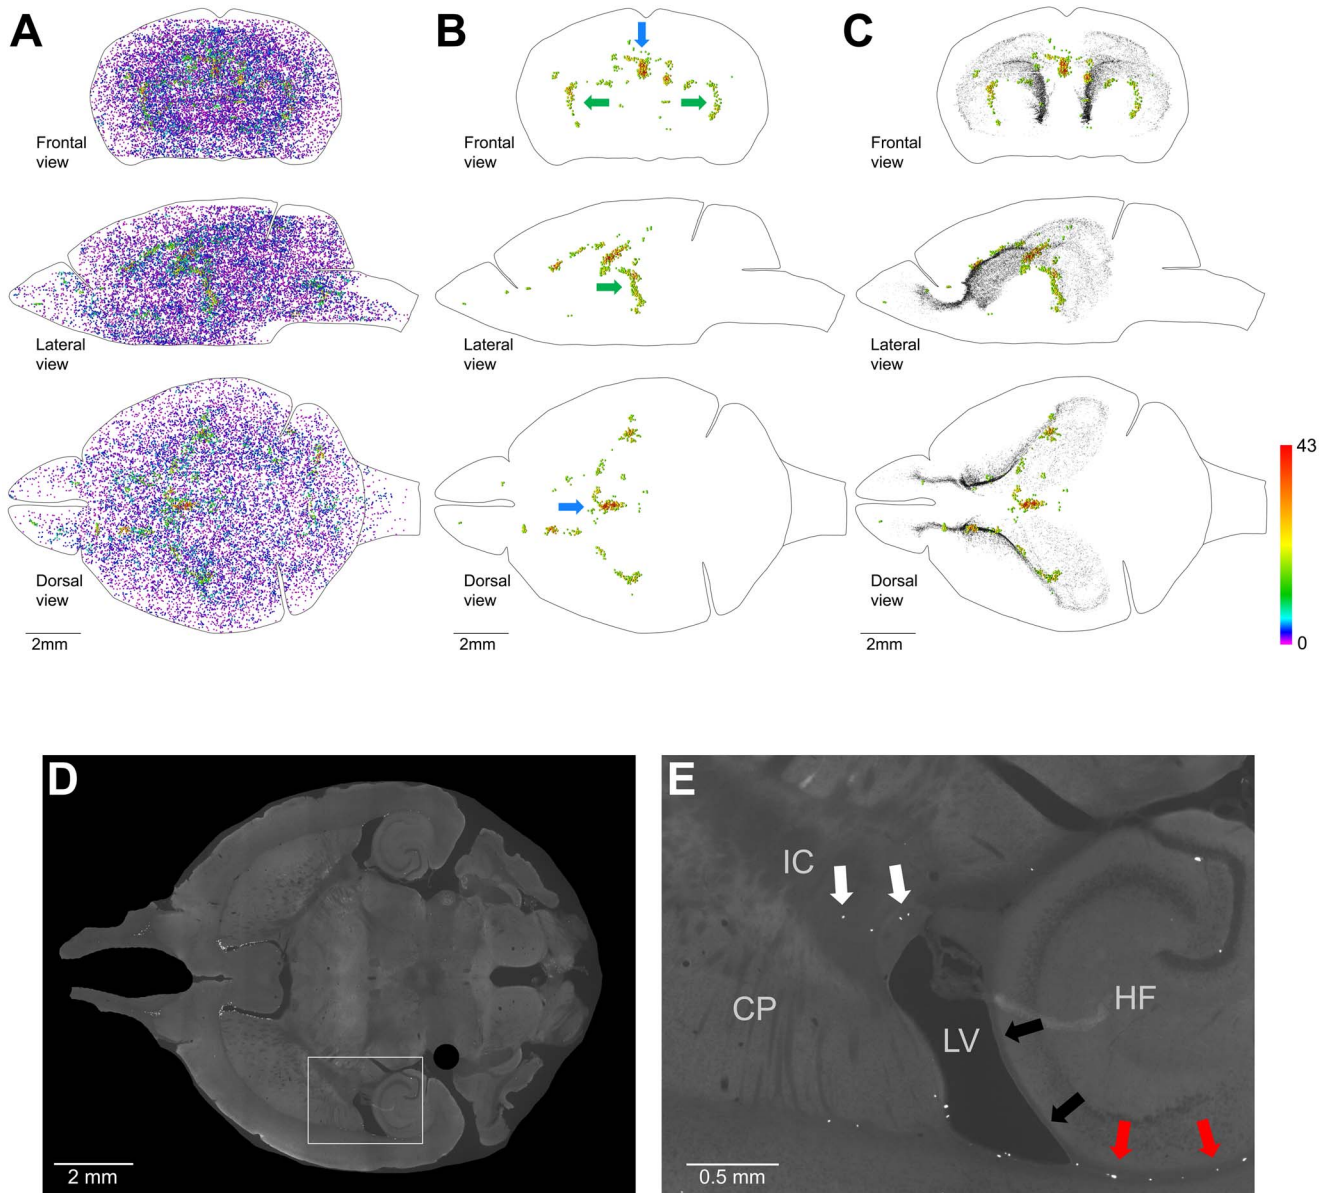 A
B
C
Frontal
view
Frontal
view
Frontal
view
Lateral
view
Lateral
view
Lateral
view
Dorsal
view
Dorsal
view
Dorsal
view
43
0
2mm
2mm
2mm
D
2 mm
E
IC
CP
LV
HF
0.5 mm